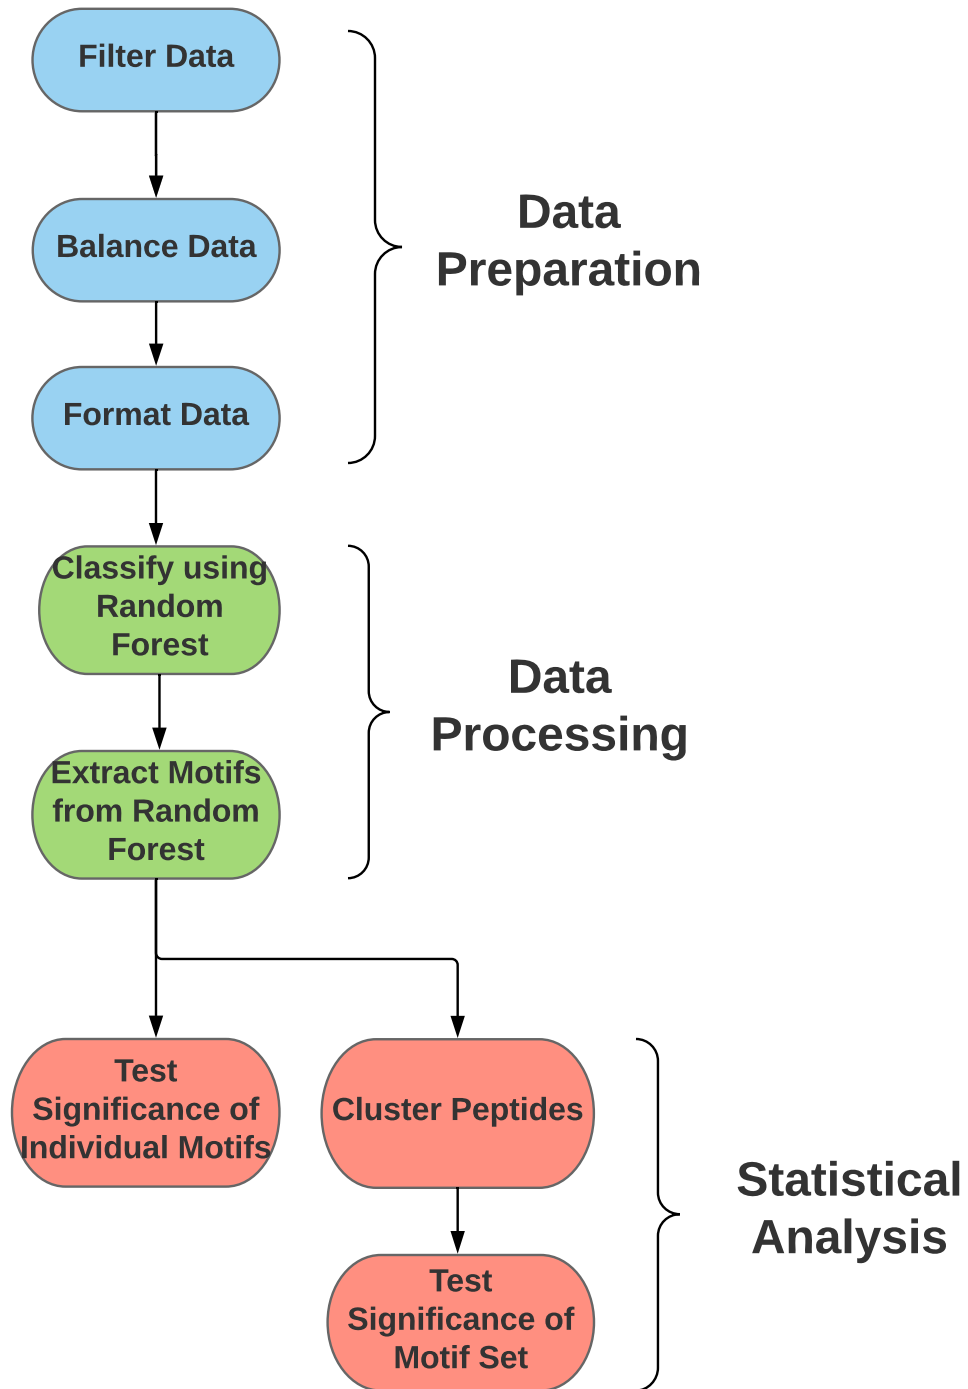 Filter Data
Balance Data
Format Data
Data
Preparation
Classify using
Random
Forest
Extract Motifs
from Random
Forest
Data
Processing
Test
Significance of
Individual Motifs
Cluster Peptides
Test
Significance of
Motif Set
Statistical
Analysis